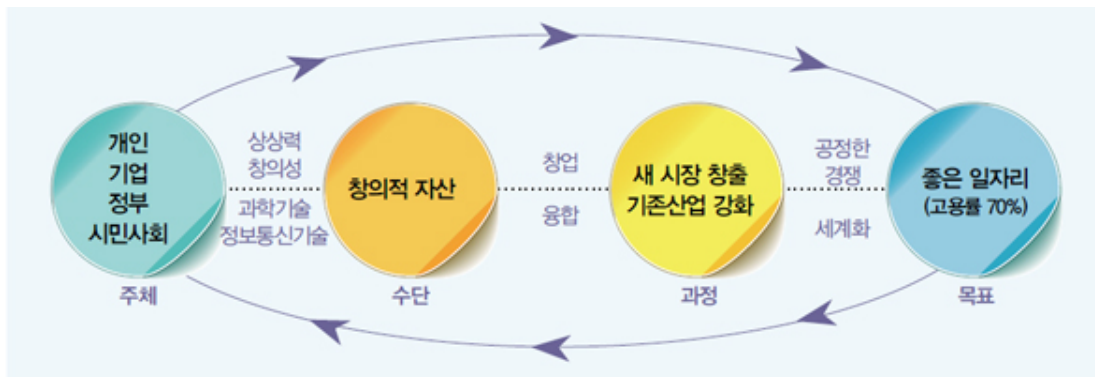 개인
기업
정부
시민사회
주체
상상력
창의성
과학기술
정보통신기술
창의적 자산
수단
창업
융합
새 시장 창출
기존산업 강화
과정
공정한
경쟁
세계화
좋은 일자리
(고용률 70%)
목표